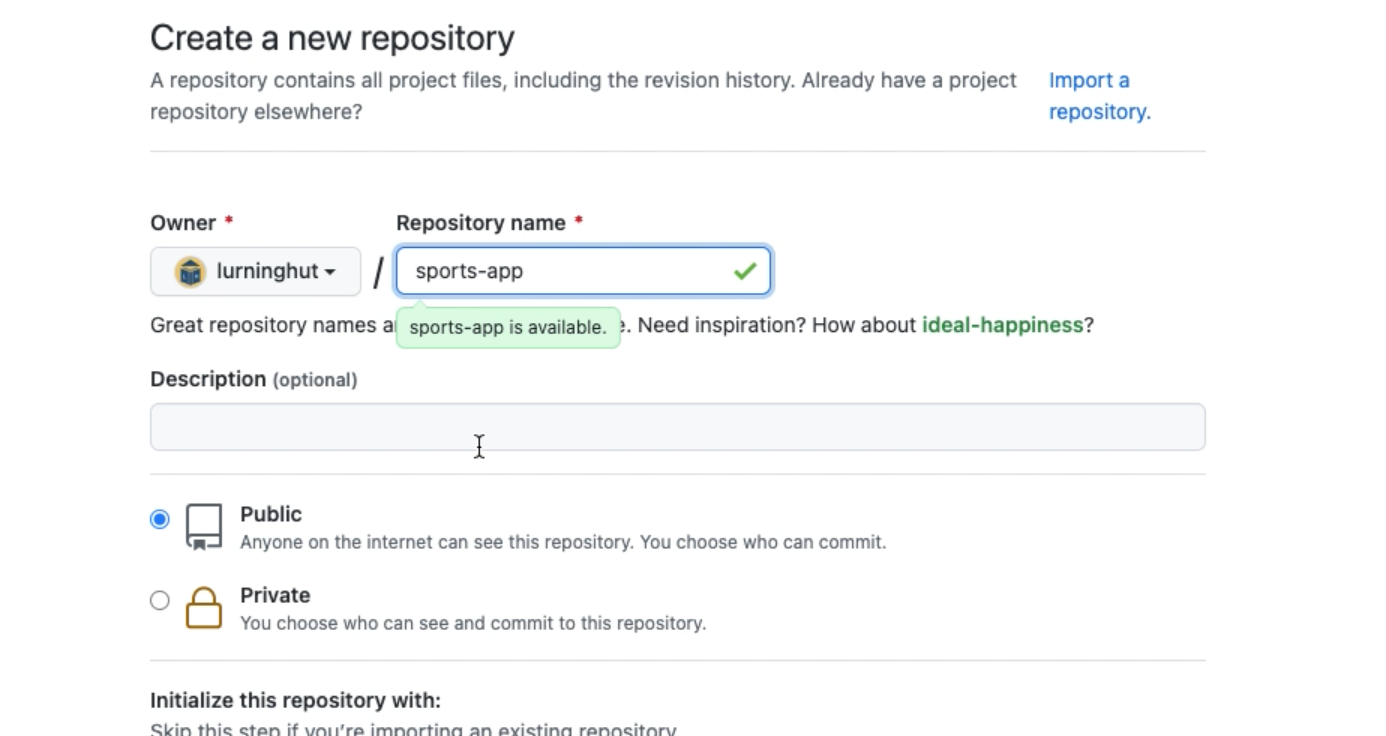 Create a new repository
A repository contains all project files, including the revision history. Already have a project Import a
repository elsewhere? repository.
Owner * Repository name *
lurninghut / sports-app
Great repository names a sports-app is available. e. Need inspiration? How about ideal-happiness?
Description (optional)
Public
Anyone on the internet can see this repository. You choose who can commit.
Private
You choose who can see and commit to this repository.
Initialize this repository with:
Skip this step if you're importing an existing repository